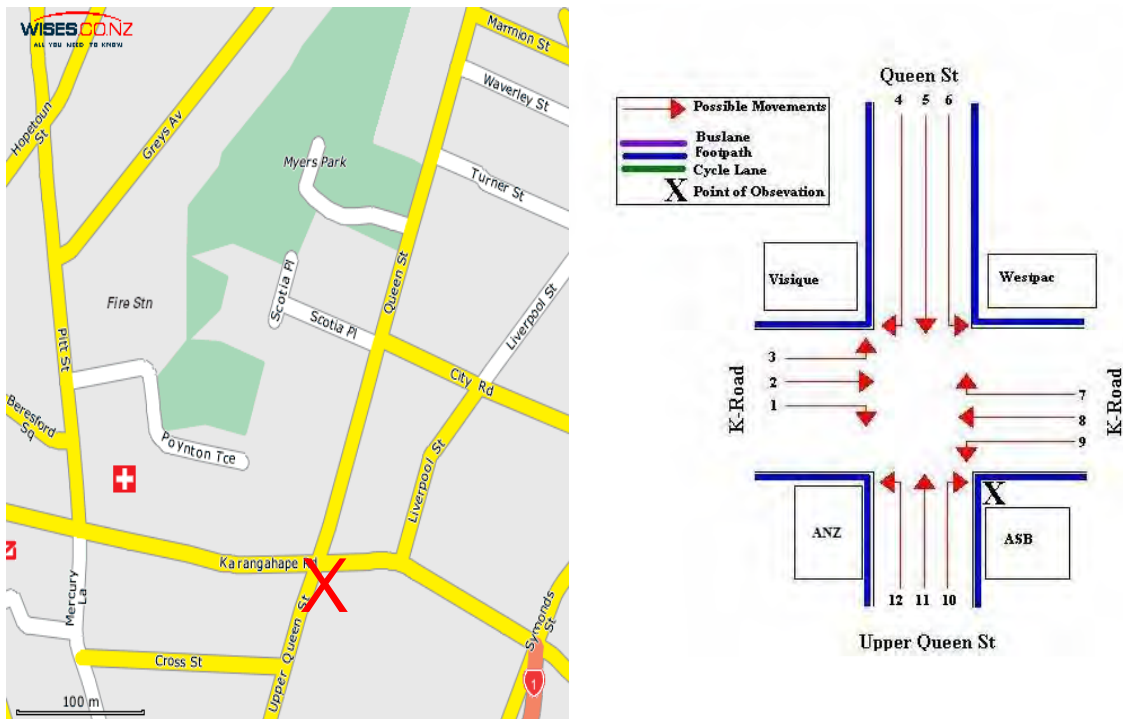 WISES.CO.NZ
ALL YOU NEED TO KNOW
Marmion St
Waverley St
Hopetoun
St
Greys Av
Myers Park
Turner St
Queen St
Scotia Pl
Scotia Pl
Liverpool St
Fire Stn
Pitt St
City Rd
Beresford
Sq
Poynton Tce
Liverpool St
Karangahape Rd
X
Mercury
La
Upper Queen St
Symonds
St
Cross St
1
100 m
Queen St
4 5 6
Possible Movements
Buslane
Footpath
Cycle Lane
X Point of Obsevation
Visique
Westpac
K-Road
3
2
1
7
8
9
K-Road
X
ANZ
ASB
12 11 10
Upper Queen St